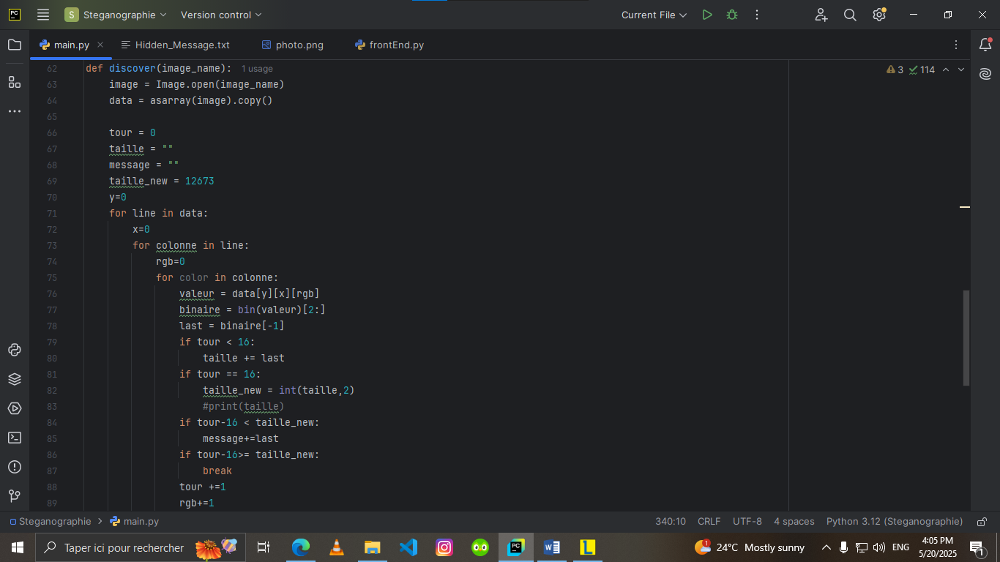 PC
S Steganographie Version control Current File
main.py Hidden_Message.txt photo.png frontEnd.py
62 def discover(image_name): 1 usage
3 114
63 image = Image.open(image_name)
64 data = asarray(image).copy()
65
66 tour = 0
67 taille = ""
68 message = ""
69 taille_new = 12673
70 y=0
71 for line in data:
72 x=0
73 for colonne in line:
74 rgb=0
75 for color in colonne:
76 valeur = data[y][x][rgb]
77 binaire = bin(valeur)[2:]
78 last = binaire[-1]
79 if tour < 16:
80 taille += last
81 if tour == 16:
82 taille_new = int(taille,2)
83 #print(taille)
84 if tour-16 < taille_new:
85 message+=last
86 if tour-16>= taille_new:
87 break
88 tour +=1
89 rgb+=1
Steganographie > main.py 340:10 CRLF UTF-8 4 spaces Python 3.12 (Steganographie)
Taper ici pour rechercher PC W L 1 24°C Mostly sunny ENG 4:05 PM
5/20/2025 1